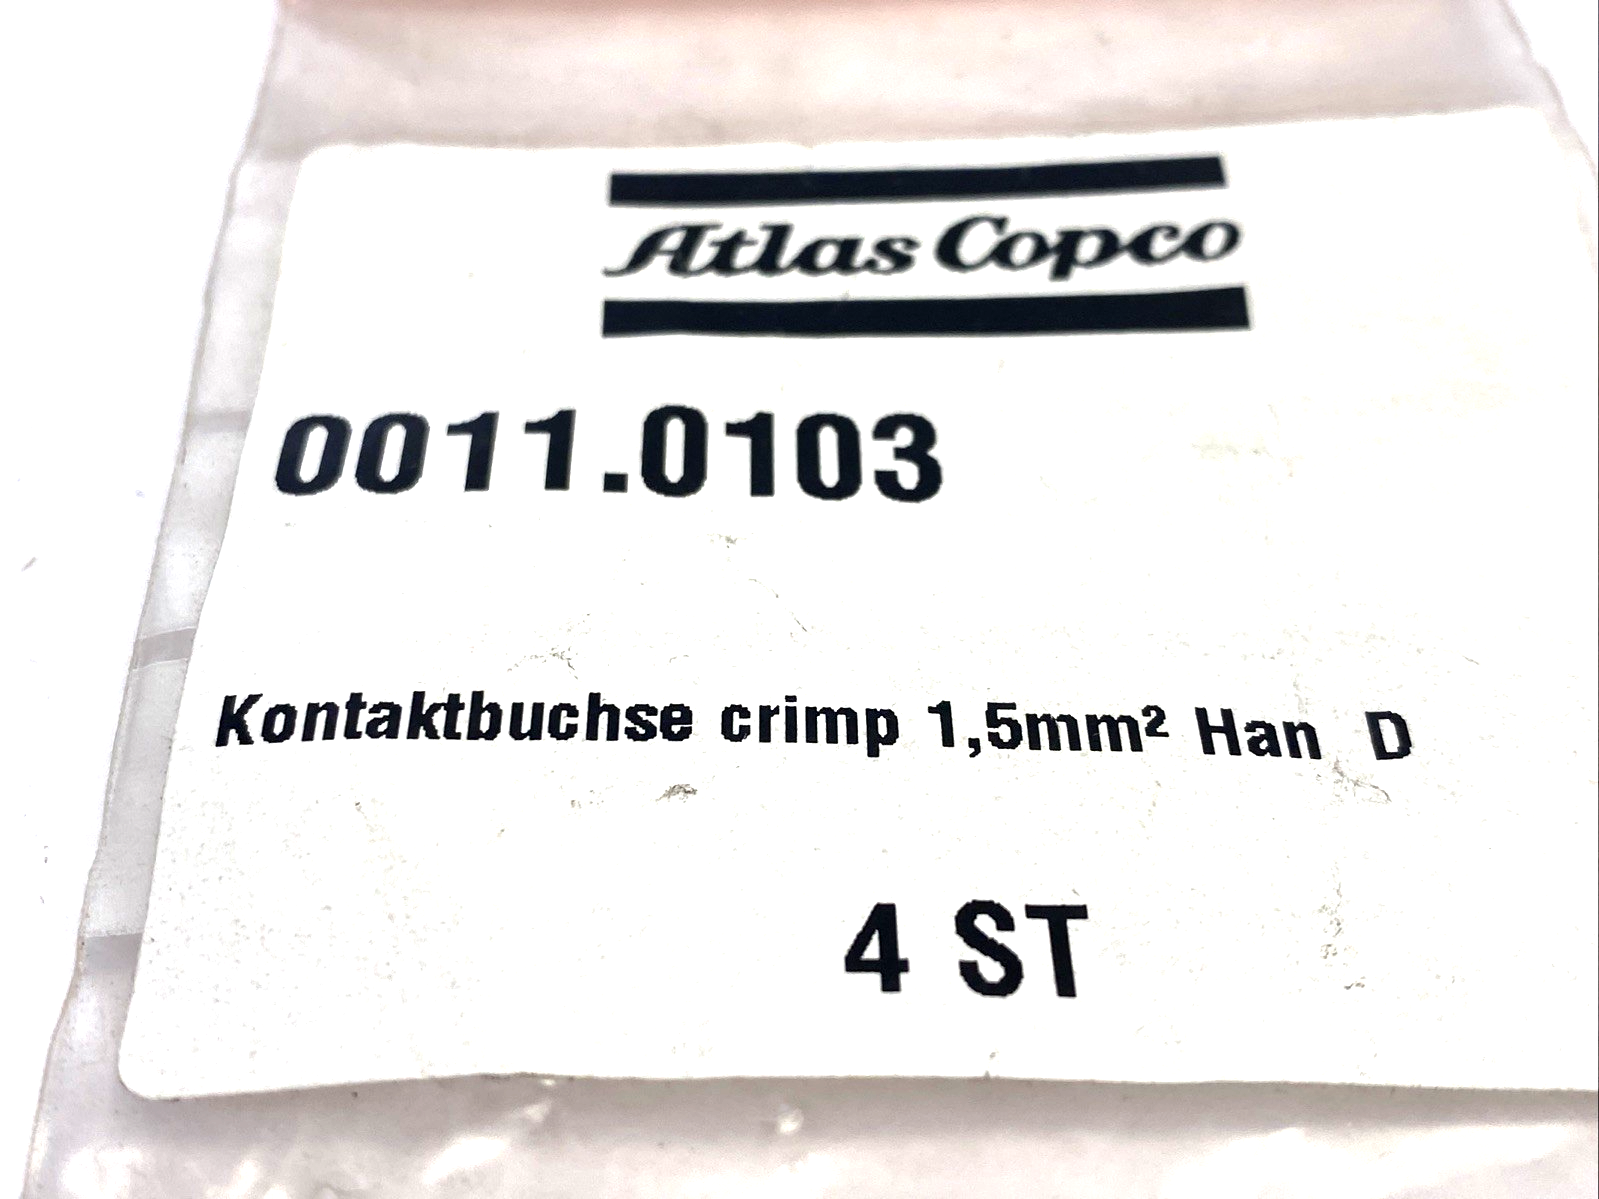 Atlas Copco
0011.0103
Kontaktbuchse crimp 1,5mm² Han D
4 ST